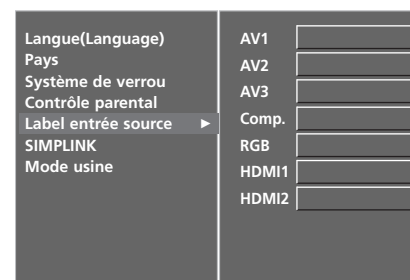 Langue(Language)
Pays
Système de verrou
Contrôle parental
Label entrée source ►
SIMPLINK
Mode usine
AV1
AV2
AV3
Comp.
RGB
HDMI1
HDMI2